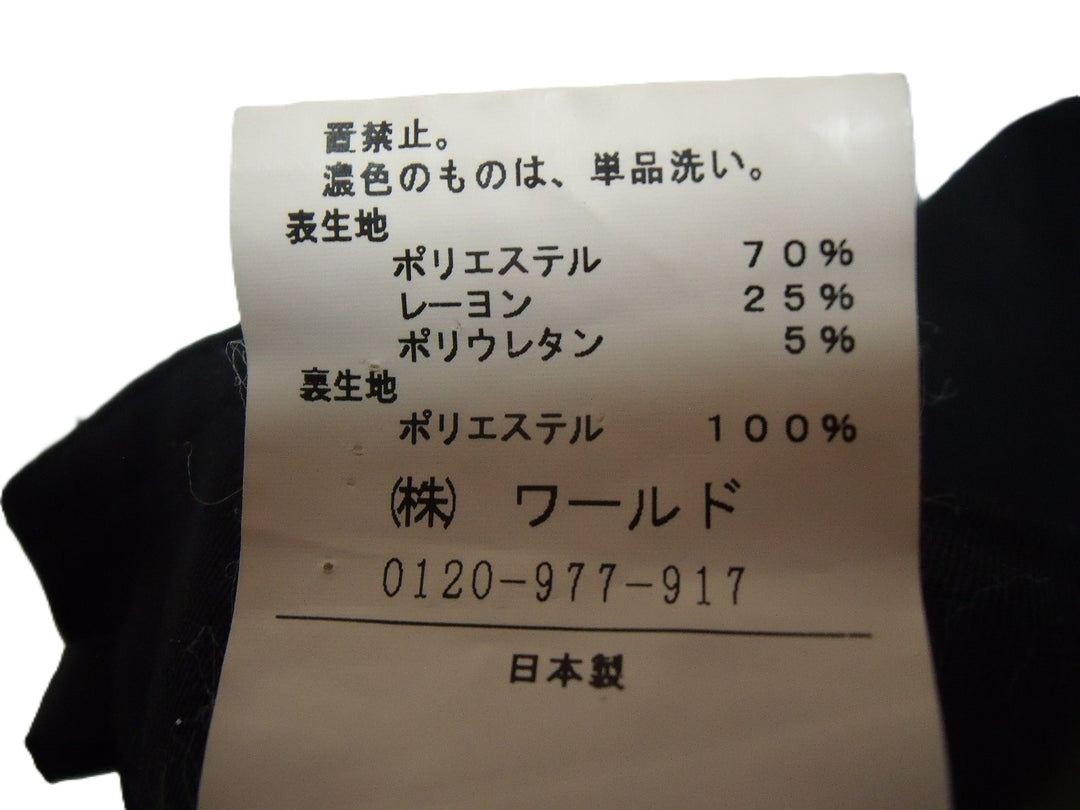 置禁止。
濃色のものは、単品洗い。
表生地
ポリエステル 70%
レーヨン 25%
ポリウレタン 5%
裏生地
ポリエステル 100%
(株) ワールド
0120-977-917
日本製